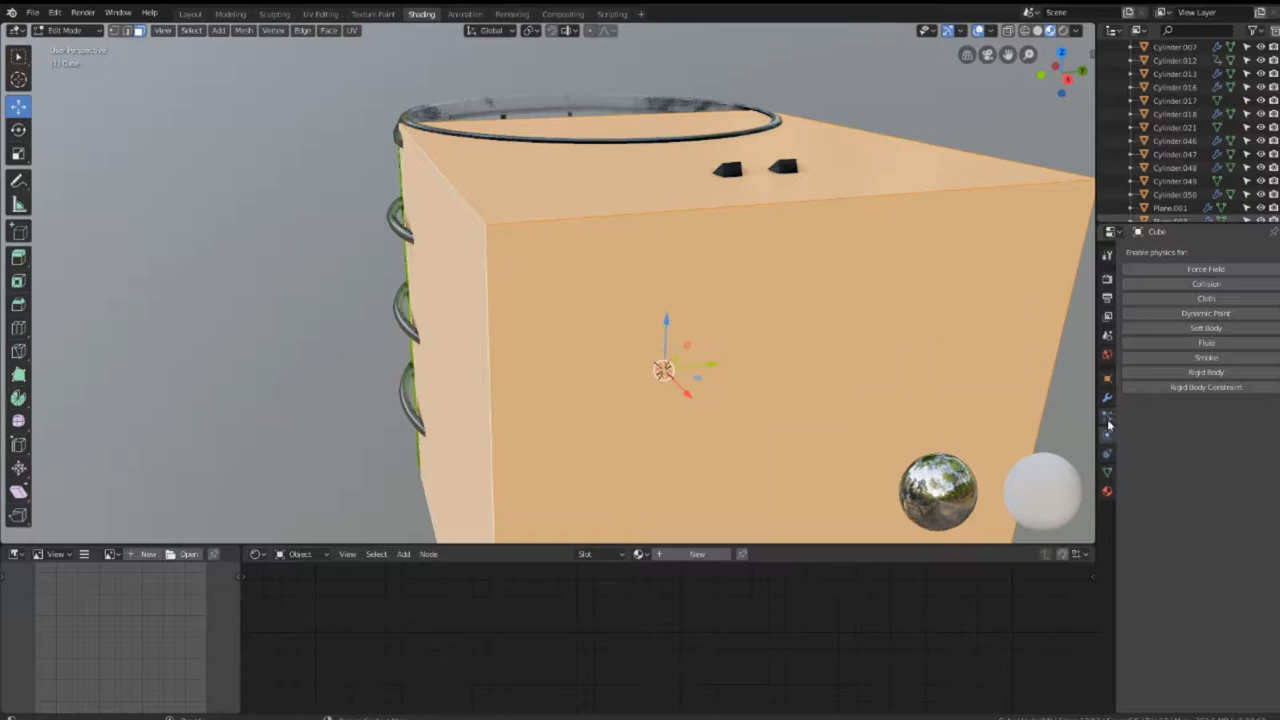 File Edit Render Window Help Layout Modeling Sculpting UV Editing Texture Paint Shading Animation Rendering Compositing Scripting + Scene View Layer
Edit Mode View Select Add Mesh Vertex Edge Face UV Global
User Perspective
(1) Cube
Cylinder.007
Cylinder.012
Cylinder.013
Cylinder.016
Cylinder.017
Cylinder.018
Cylinder.021
Cylinder.046
Cylinder.047
Cylinder.048
Cylinder.049
Cylinder.050
Plane.001
Cube
Enable physics for:
Force Field
Collision
Cloth
Dynamic Paint
Soft Body
Fluid
Smoke
Rigid Body
Rigid Body Constraint
View + New Open Object View Select Add Node Slot + New